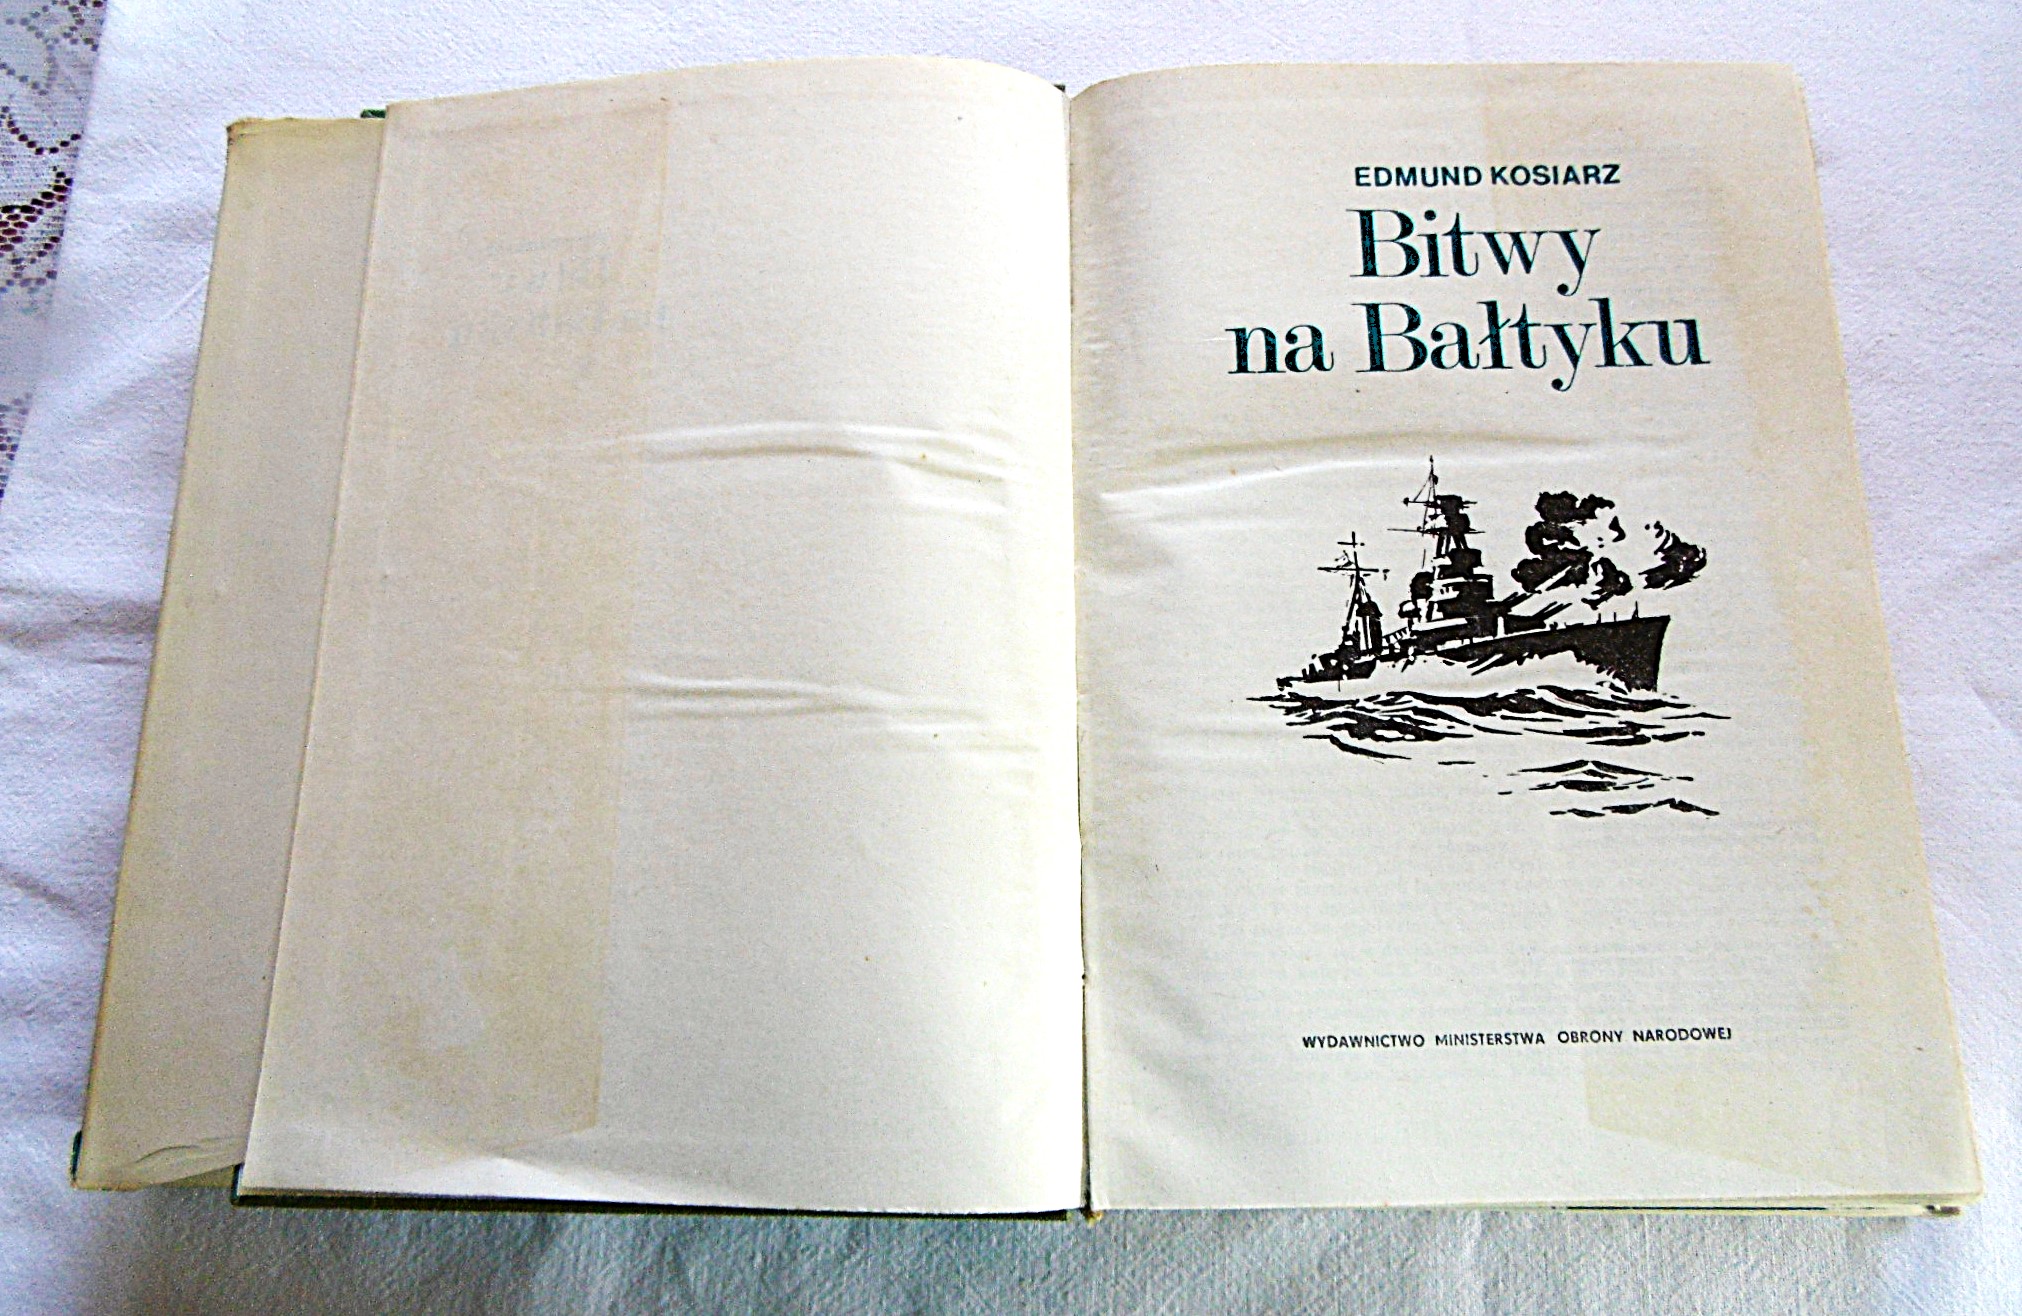 EDMUND KOSIARZ
Bitwy
na Bałtyku
WYDAWNICTWO MINISTERSTWA OBRONY NARODOWEJ